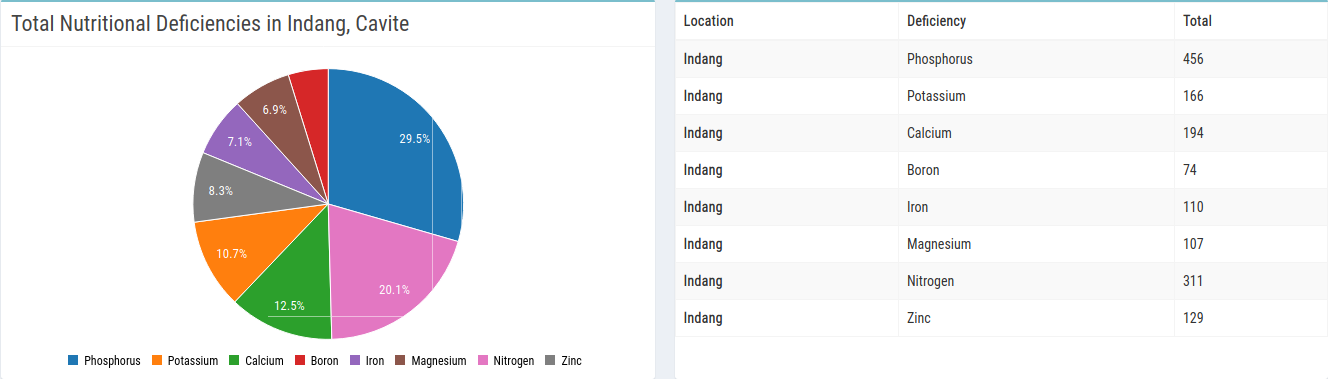 Total Nutritional Deficiencies in Indang, Cavite
29.5%
20.1%
12.5%
10.7%
8.3%
7.1%
6.9%
Phosphorus Potassium Calcium Boron Iron Magnesium Nitrogen Zinc
Location Deficiency Total
Indang Phosphorus 456
Indang Potassium 166
Indang Calcium 194
Indang Boron 74
Indang Iron 110
Indang Magnesium 107
Indang Nitrogen 311
Indang Zinc 129